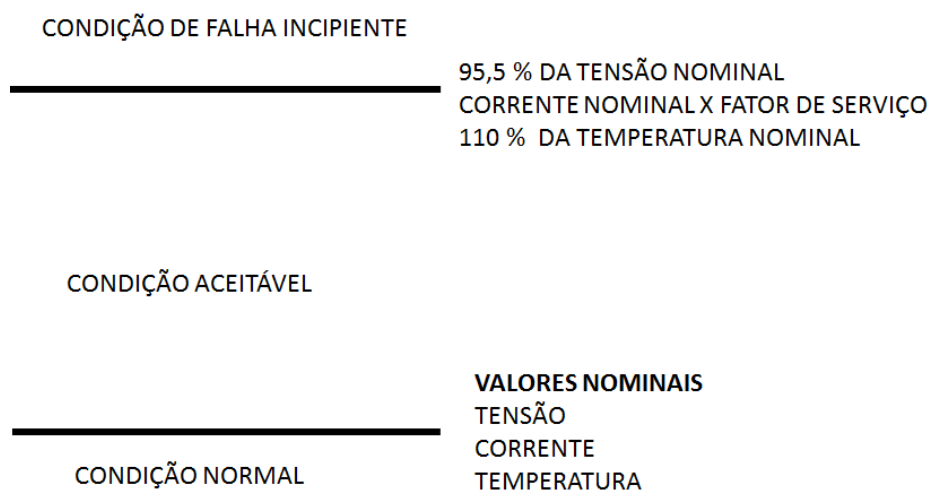 CONDIÇÃO DE FALHA INCIPIENTE
95,5 % DA TENSÃO NOMINAL
CORRENTE NOMINAL X FATOR DE SERVIÇO
110 % DA TEMPERATURA NOMINAL
CONDIÇÃO ACEITÁVEL
VALORES NOMINAIS
TENSÃO
CORRENTE
TEMPERATURA
CONDIÇÃO NORMAL